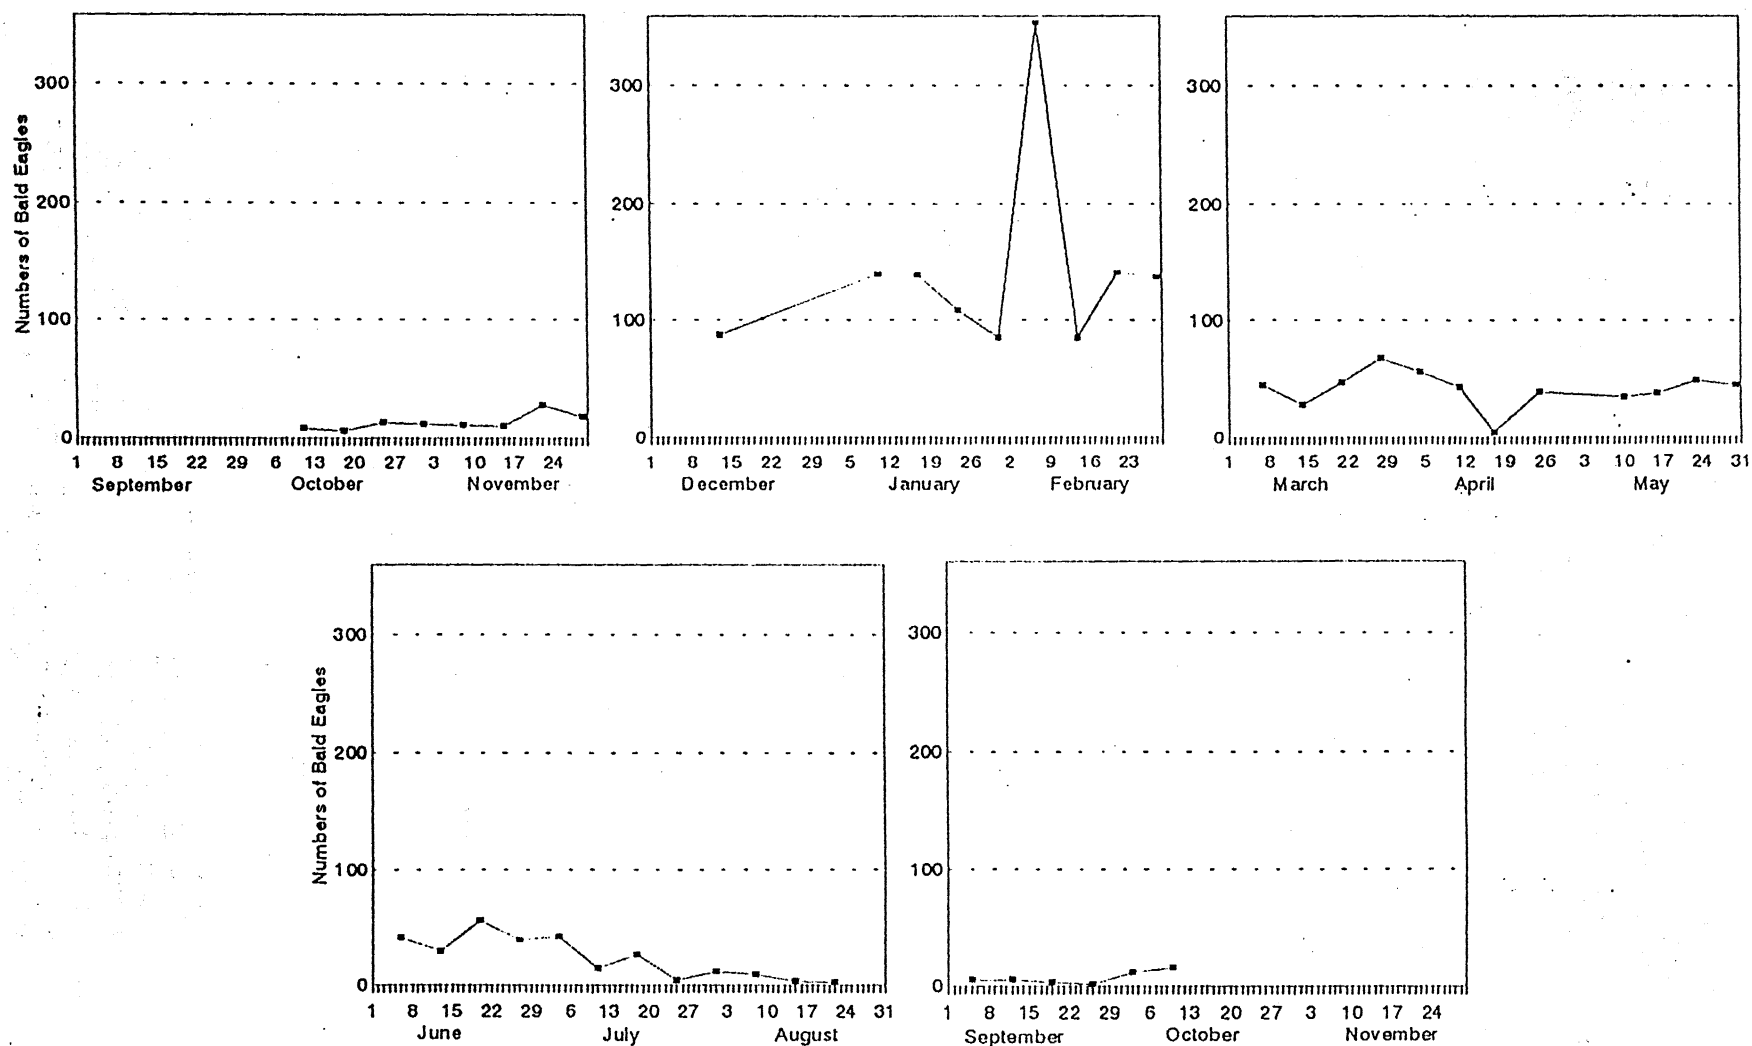 Numbers of Bald Eagles
300
200
100
0
1 8 15 22 29 6 13 20 27 3 10 17 24
September October November
300
200
100
0
1 8 15 22 29 5 12 19 26 2 9 16 23
December January February
300
200
100
0
1 8 15 22 29 5 12 19 26 3 10 17 24 31
March April May
Numbers of Bald Eagles
300
200
100
0
1 8 15 22 29 6 13 20 27 3 10 17 24 31
June July August
300
200
100
0
1 8 15 22 29 6 13 20 27 3 10 17 24
September October November